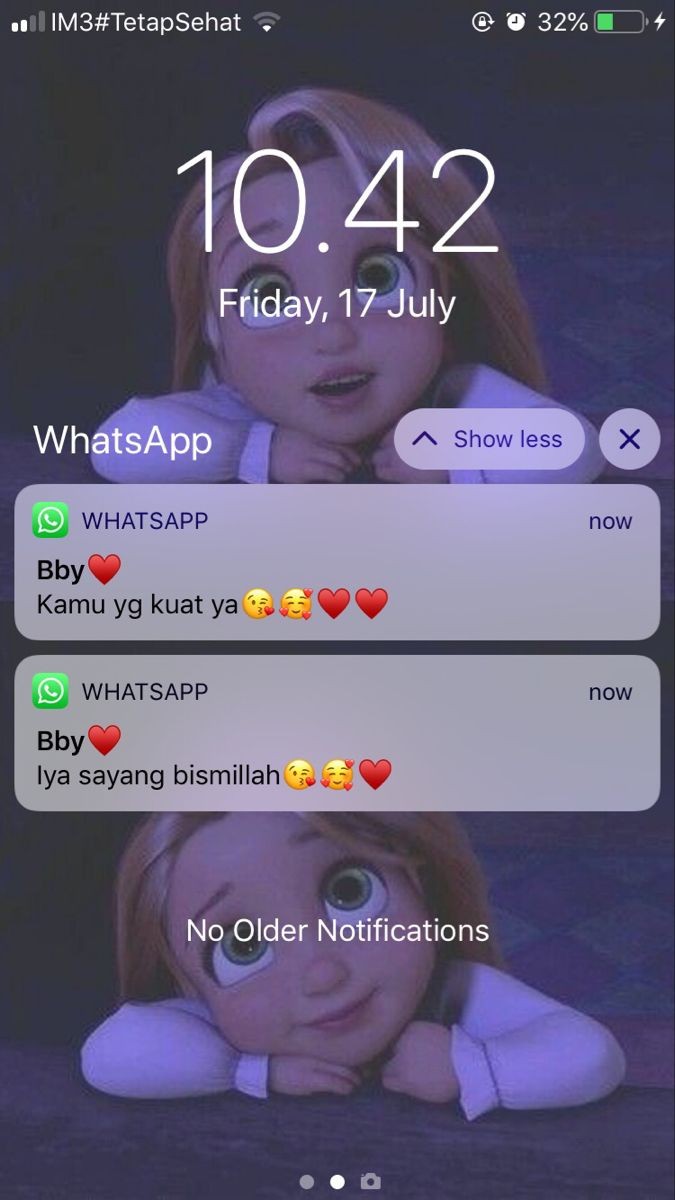 IM3#TetapSehat 32%
10.42
Friday, 17 July
WhatsApp Show less
WHATSAPP now
Bby♥️
Kamu yg kuat ya😘🥰♥️♥️
WHATSAPP now
Bby♥️
Iya sayang bismillah😘🥰♥️
No Older Notifications